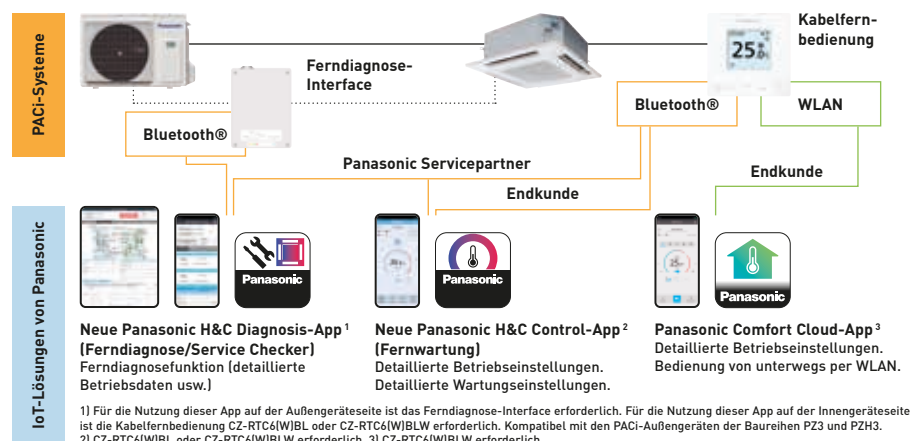 PACi-Systeme
Panasonic
Ferndiagnose-
Interface
Kabelfern-
bedienung
25
Bluetooth®
Bluetooth®
WLAN
Panasonic Servicepartner
Endkunde
Endkunde
IoT-Lösungen von Panasonic
Panasonic
Panasonic
Panasonic
Neue Panasonic H&C Diagnosis-App 1
(Ferndiagnose/Service Checker)
Ferndiagnosefunktion (detaillierte
Betriebsdaten usw.)
Neue Panasonic H&C Control-App 2
(Fernwartung)
Detaillierte Betriebseinstellungen.
Detaillierte Wartungseinstellungen.
Panasonic Comfort Cloud-App 3
Detaillierte Betriebseinstellungen.
Bedienung von unterwegs per WLAN.
1) Für die Nutzung dieser App auf der Außengeräteseite ist das Ferndiagnose-Interface erforderlich. Für die Nutzung dieser App auf der Innengeräteseite
ist die Kabelfernbedienung CZ-RTC6(W)BL oder CZ-RTC6(W)BLW erforderlich. Kompatibel mit den PACi-Außengeräten der Baureihen PZ3 und PZH3.
2) CZ-RTC6(W)BL oder CZ-RTC6(W)BLW erforderlich. 3) CZ-RTC6(W)BLW erforderlich.